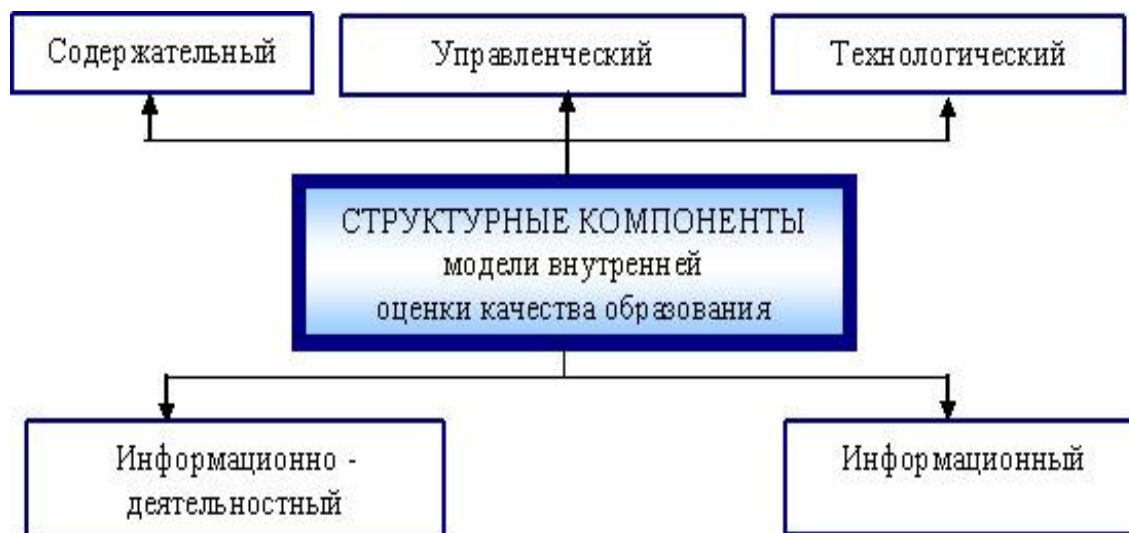 Содержательный
Управленческий
Технологический
СТРУКТУРНЫЕ КОМПОНЕНТЫ
модели внутренней
оценки качества образования
Информационно -
деятельностный
Информационный